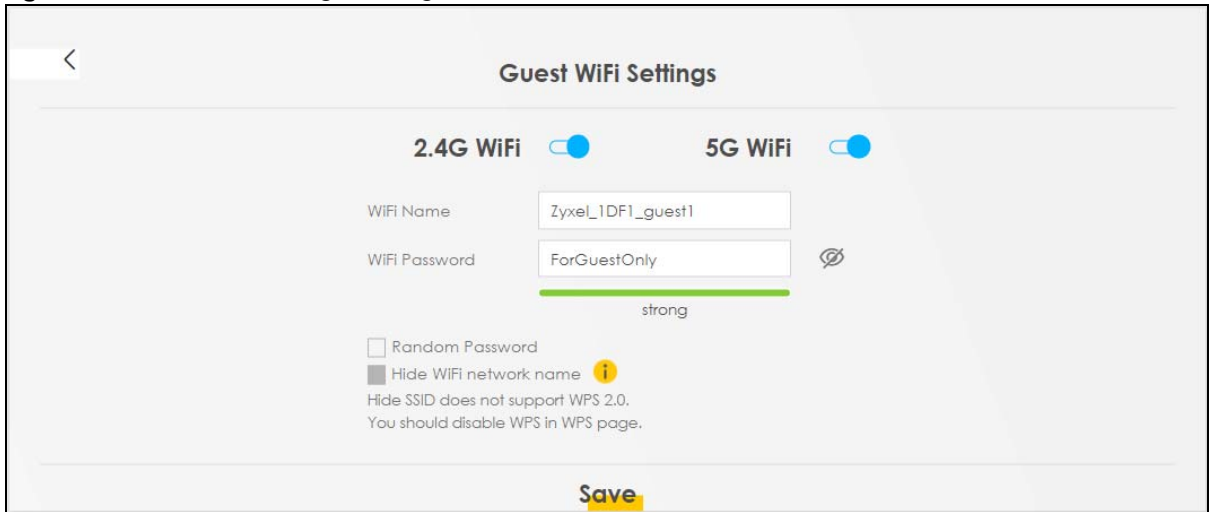 Guest WiFi Settings
2.4G WiFi 5G WiFi
WiFi Name Zyxel_1DF1_guest1
WiFi Password ForGuestOnly
strong
Random Password
Hide WiFi network name i
Hide SSID does not support WPS 2.0.
You should disable WPS in WPS page.
Save